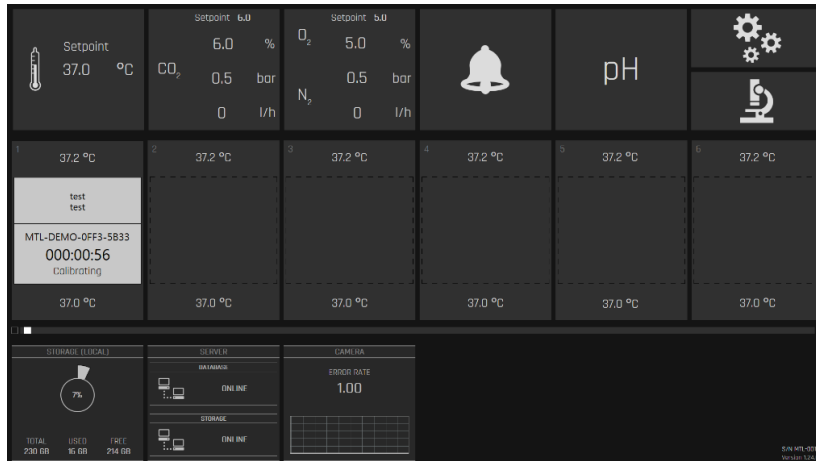 Setpoint
37.0 °C
Setpoint 6.0
CO2
6.0 %
0.5 bar
0 l/h
Setpoint 5.0
O2
5.0 %
N2
0.5 bar
0 l/h
pH
1 37.2 °C
2 37.2 °C
3 37.2 °C
4 37.2 °C
5 37.2 °C
6 37.2 °C
test
test
MTL-DEMO-0FF3-5B33
000:00:56
Calibrating
37.0 °C
37.0 °C
37.0 °C
37.0 °C
37.0 °C
37.0 °C
STORAGE (LOCAL)
7%
TOTAL USED FREE
230 GB 16 GB 214 GB
SERVER
DATABASE
ONLINE
STORAGE
ONLINE
CAMERA
ERROR RATE
1.00
S/N
Version